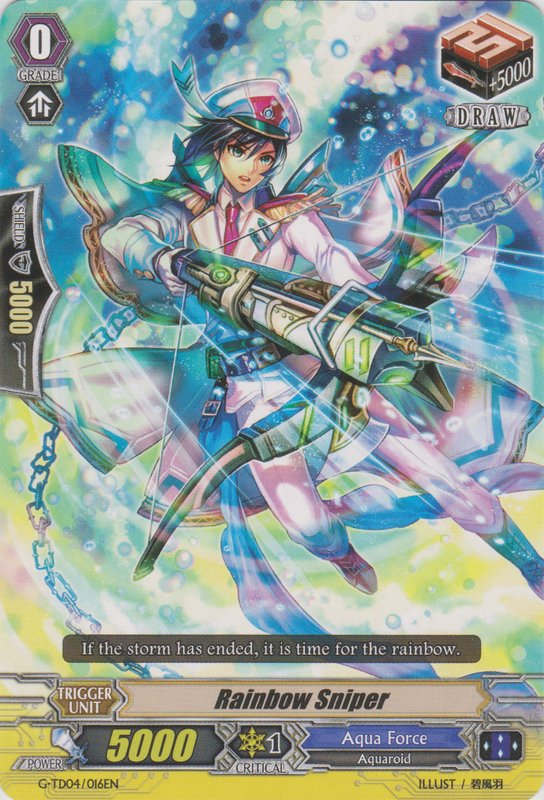 0
GRADE!
+5000
DRAW
SHIELD
5000
If the storm has ended, it is time for the rainbow.
TRIGGER
UNIT
Rainbow Sniper
POWER
5000
1
CRITICAL
Aqua Force
Aquaroid
G-TD04/016EN
ILLUST / 碧風羽